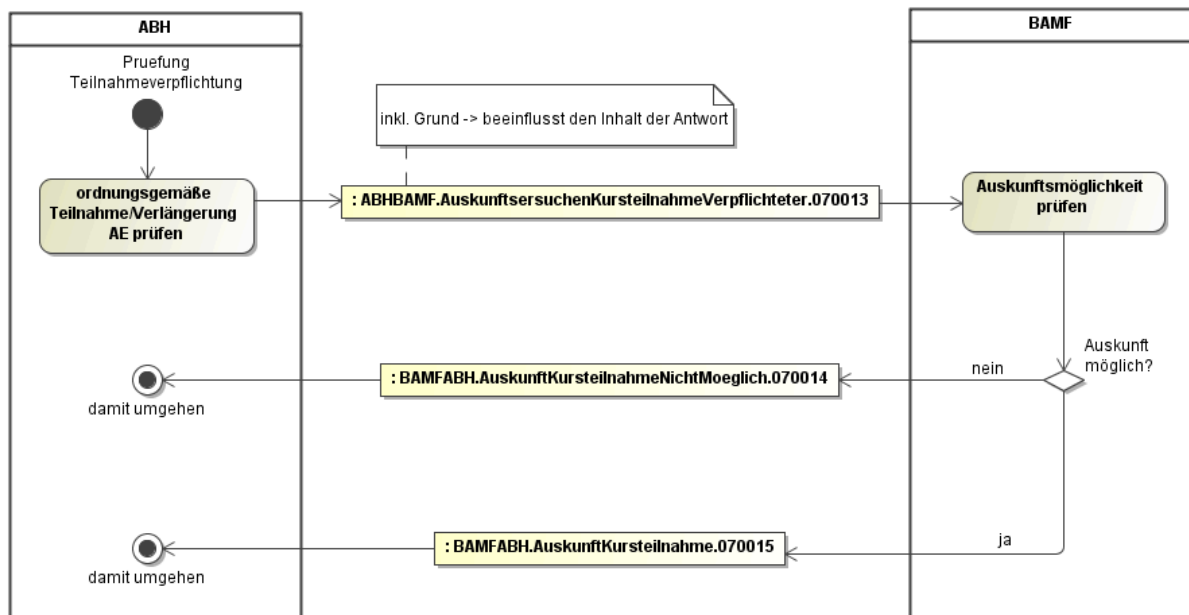 ABH
BAMF
Pruefung
Teilnahmeverpflichtung
inkl. Grund -> beeinflusst den Inhalt der Antwort
ordnungsgemäße
Teilnahme/Verlängerung
AE prüfen
: ABHBAMF.AuskunftsersuchenKursteilnahmeVerpflichteter.070013
Auskunftsmöglichkeit
prüfen
Auskunft
möglich?
nein
: BAMFABH.AuskunftKursteilnahmeNichtMoeglich.070014
damit umgehen
ja
: BAMFABH.AuskunftKursteilnahme.070015
damit umgehen